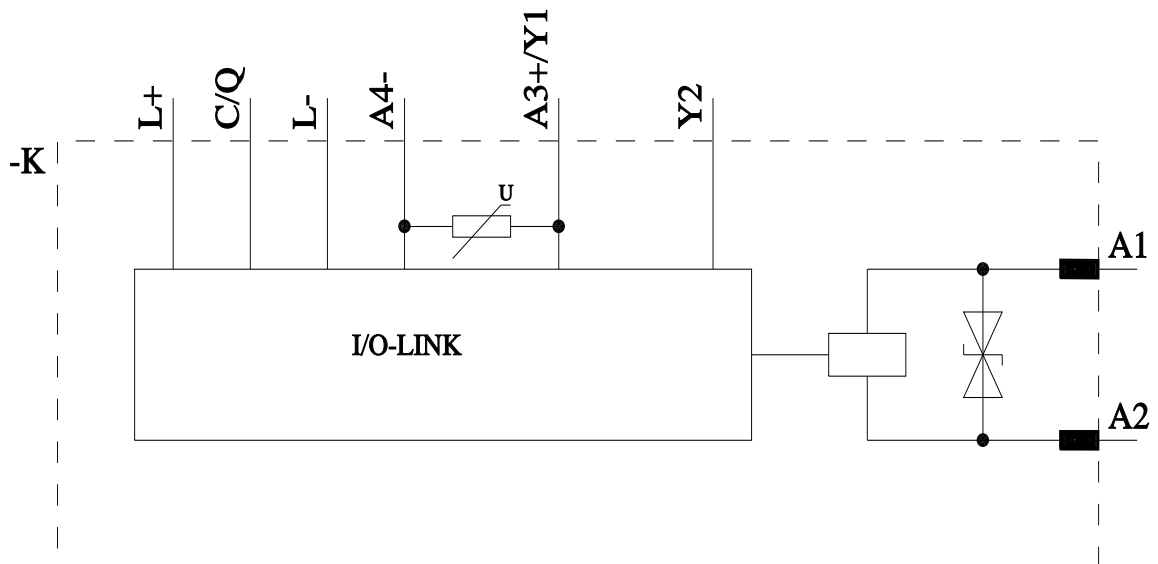 L+
C/Q
L-
A4-
A3+/Y1
Y2
-K
U
A1
I/O-LINK
A2